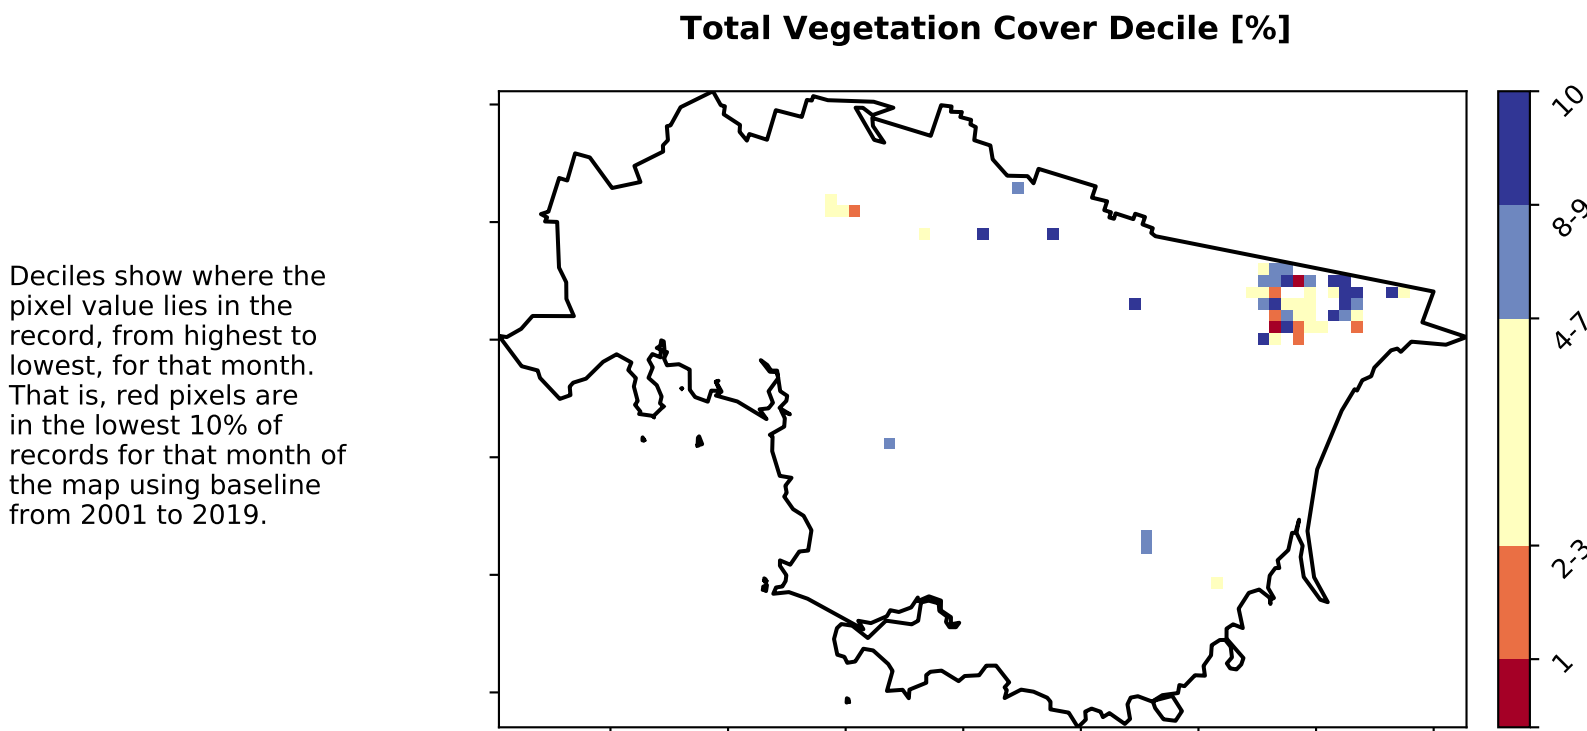 Total Vegetation Cover Decile [%]
Deciles show where the
pixel value lies in the
record, from highest to
lowest, for that month.
That is, red pixels are
in the lowest 10% of
records for that month of
the map using baseline
from 2001 to 2019.
10
8-9
4-7
2-3
1